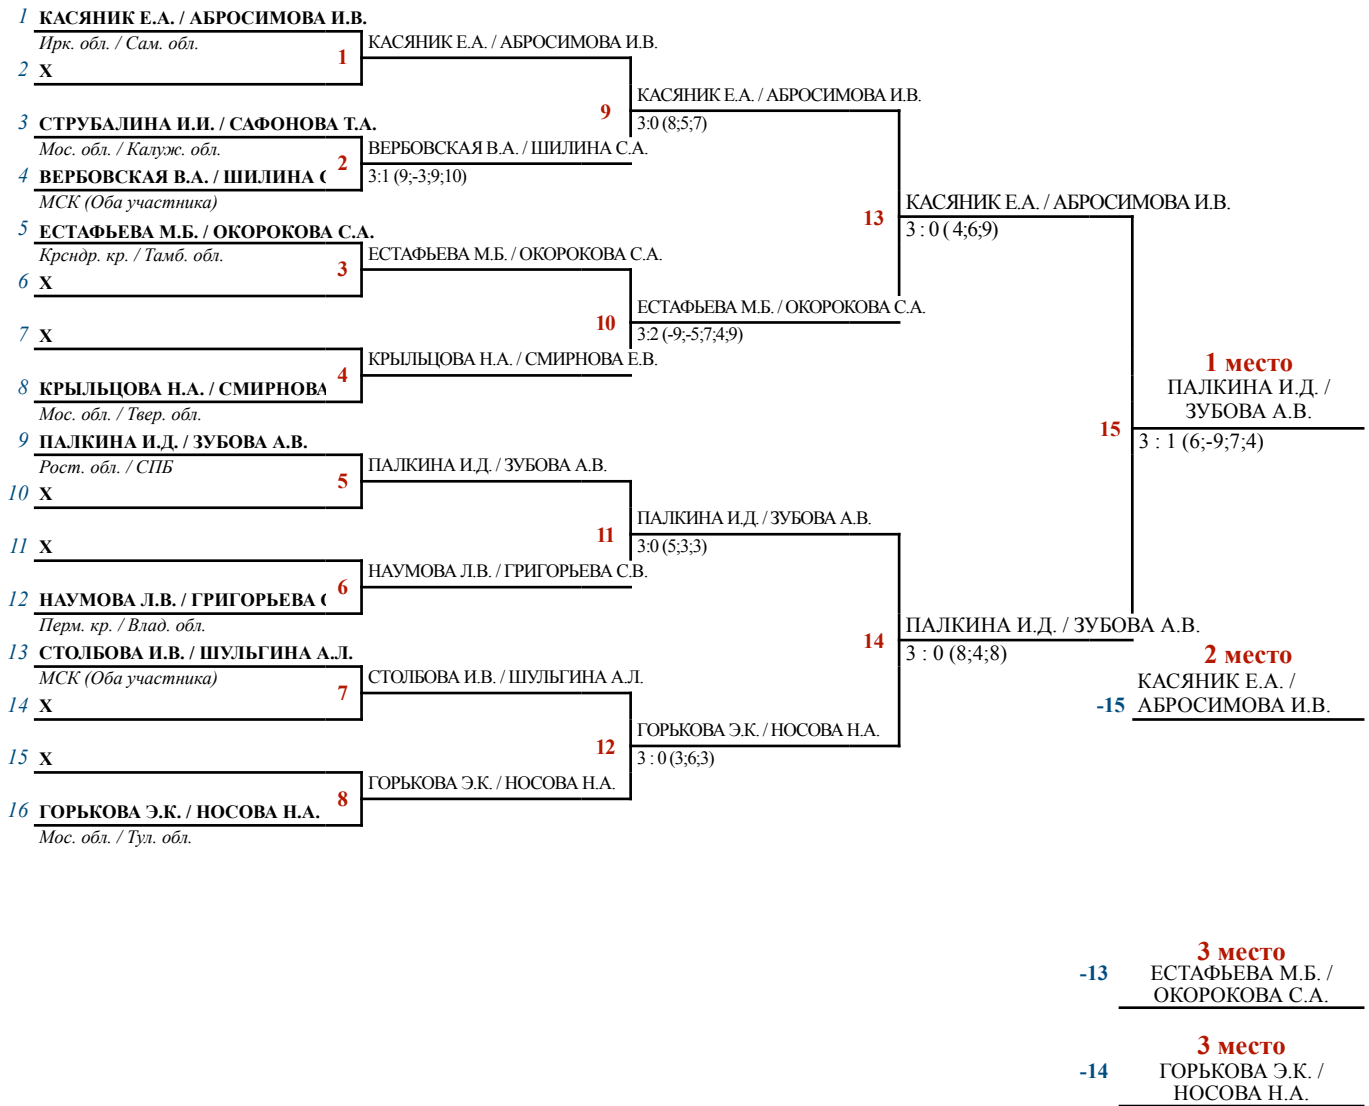 1 КАСЯНИК Е.А. / АБРОСИМОВА И.В.
Ирк. обл. / Сам. обл.
1 КАСЯНИК Е.А. / АБРОСИМОВА И.В.
2 X
КАСЯНИК Е.А. / АБРОСИМОВА И.В.
9 3:0 (8;5;7)
3 СТРУБАЛИНА И.И. / САФОНОВА Т.А.
Мос. обл. / Калуж. обл.
2 ВЕРБОВСКАЯ В.А. / ШИЛИНА С.А.
3:1 (9;-3;9;10)
4 ВЕРБОВСКАЯ В.А. / ШИЛИНА С
МСК (Оба участника)
КАСЯНИК Е.А. / АБРОСИМОВА И.В.
13 3 : 0 ( 4;6;9)
5 ЕСТАФЬЕВА М.Б. / ОКОРОКОВА С.А.
Крсндр. кр. / Тамб. обл.
3 ЕСТАФЬЕВА М.Б. / ОКОРОКОВА С.А.
6 X
ЕСТАФЬЕВА М.Б. / ОКОРОКОВА С.А.
10 3:2 (-9;-5;7;4;9)
7 X
4 КРЫЛЬЦОВА Н.А. / СМИРНОВА Е.В.
8 КРЫЛЬЦОВА Н.А. / СМИРНОВА
Мос. обл. / Твер. обл.
1 место
ПАЛКИНА И.Д. /
ЗУБОВА А.В.
15 3 : 1 (6;-9;7;4)
9 ПАЛКИНА И.Д. / ЗУБОВА А.В.
Рост. обл. / СПБ
5 ПАЛКИНА И.Д. / ЗУБОВА А.В.
10 X
ПАЛКИНА И.Д. / ЗУБОВА А.В.
11 3:0 (5;3;3)
11 X
6 НАУМОВА Л.В. / ГРИГОРЬЕВА С.В.
12 НАУМОВА Л.В. / ГРИГОРЬЕВА С
Перм. кр. / Влад. обл.
ПАЛКИНА И.Д. / ЗУБОВА А.В.
14 3 : 0 (8;4;8)
13 СТОЛБОВА И.В. / ШУЛЬГИНА А.Л.
МСК (Оба участника)
7 СТОЛБОВА И.В. / ШУЛЬГИНА А.Л.
14 X
2 место
КАСЯНИК Е.А. /
-15 АБРОСИМОВА И.В.
ГОРЬКОВА Э.К. / НОСОВА Н.А.
12 3 : 0 (3;6;3)
15 X
8 ГОРЬКОВА Э.К. / НОСОВА Н.А.
16 ГОРЬКОВА Э.К. / НОСОВА Н.А.
Мос. обл. / Тул. обл.
3 место
-13 ЕСТАФЬЕВА М.Б. /
ОКОРОКОВА С.А.
3 место
-14 ГОРЬКОВА Э.К. /
НОСОВА Н.А.